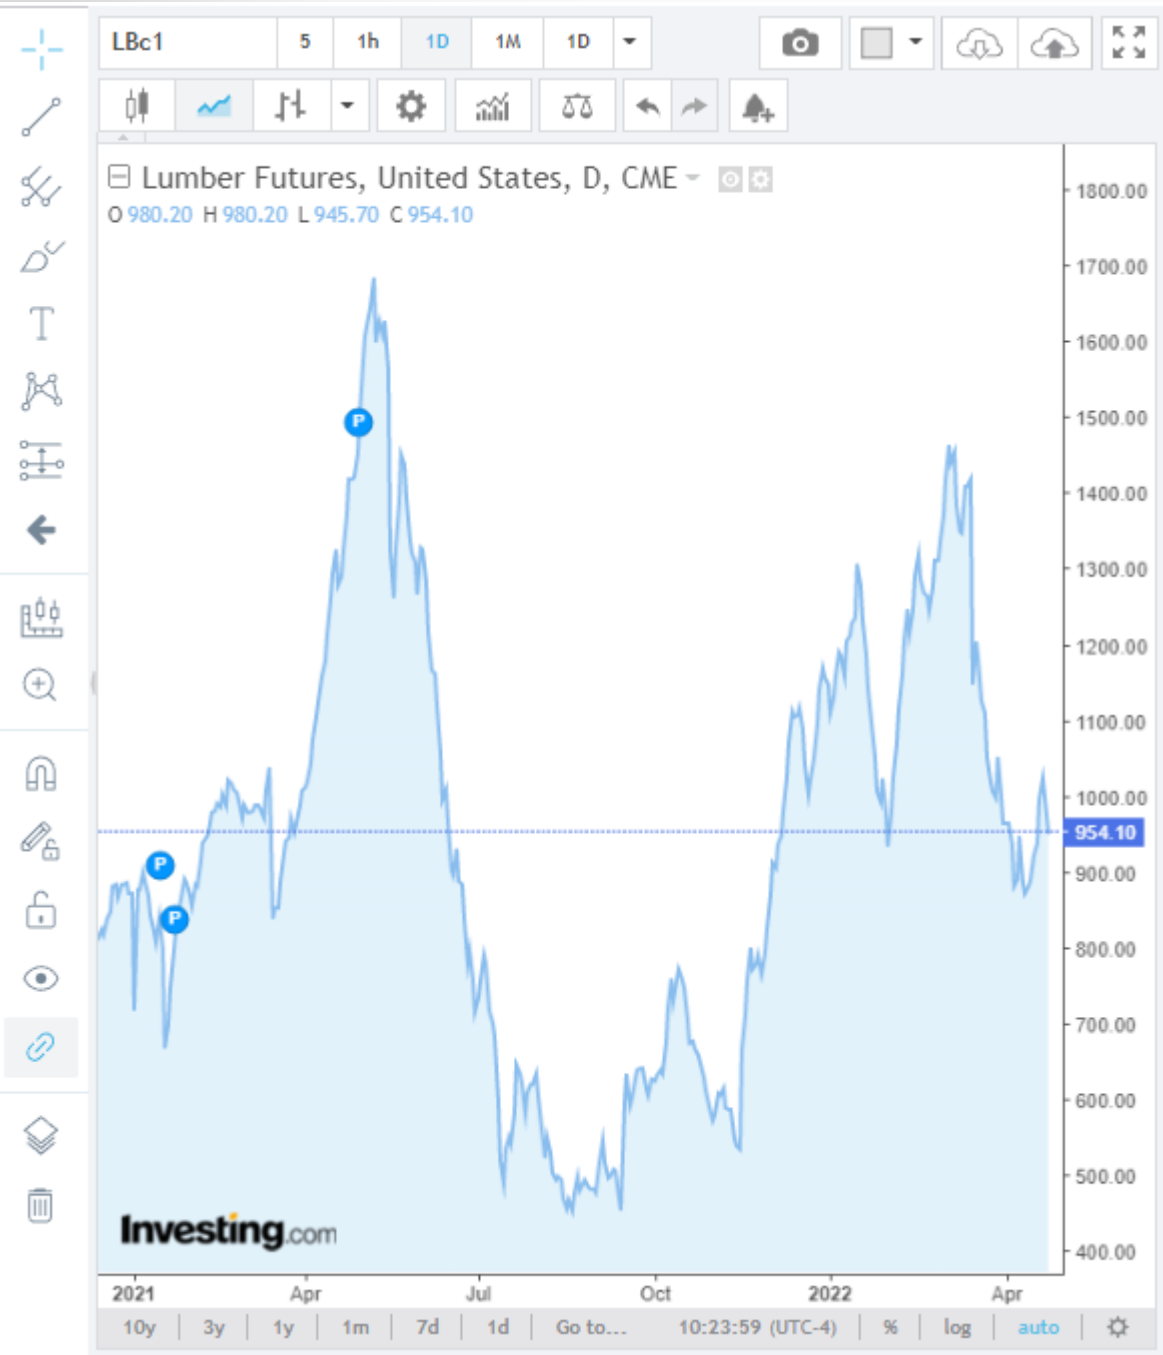 LBc1 5 1h 1D 1M 1D
Lumber Futures, United States, D, CME
O 980.20 H 980.20 L 945.70 C 954.10
1800.00
1700.00
1600.00
P
1500.00
1400.00
1300.00
1200.00
1100.00
1000.00
954.10
P
900.00
P
800.00
700.00
600.00
500.00
Investing.com
400.00
2021 Apr Jul Oct 2022 Apr
10y 3y 1y 1m 7d 1d Go to... 10:23:59 (UTC-4) % log auto